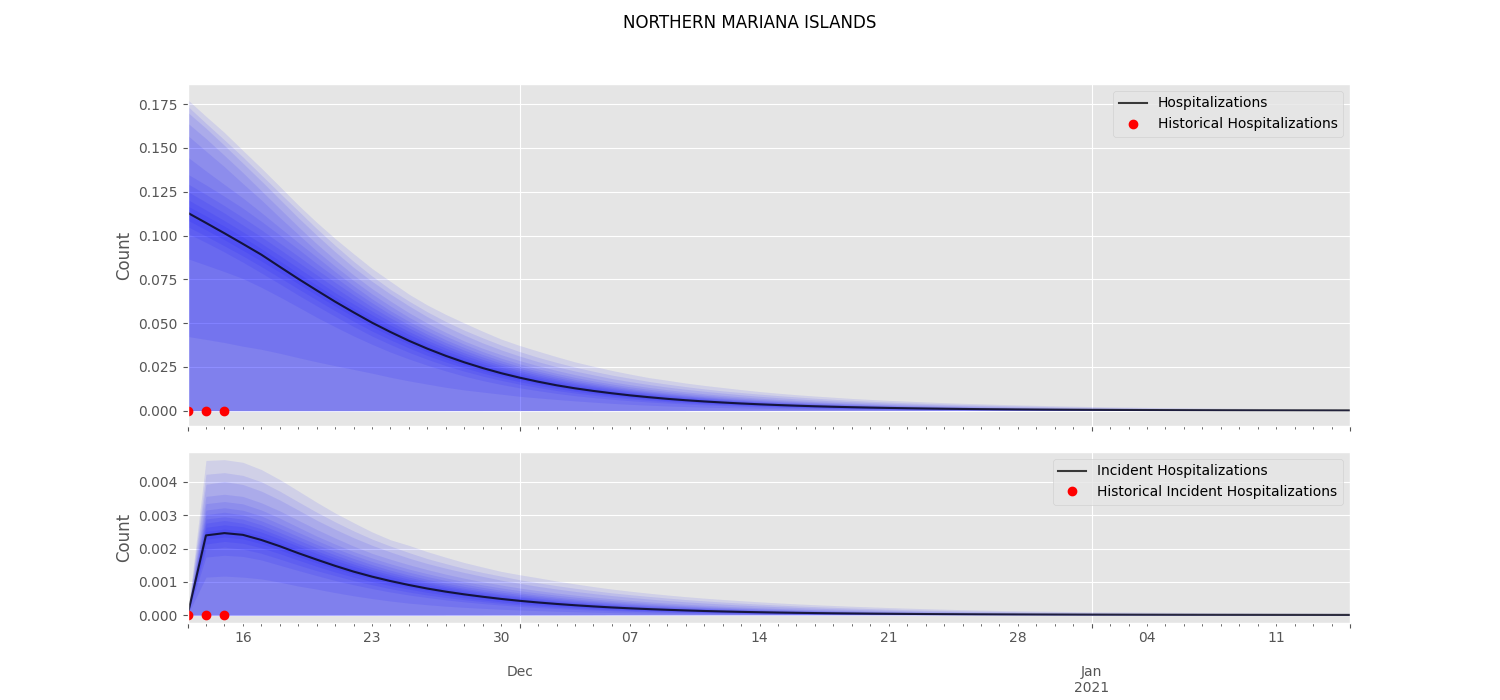 NORTHERN MARIANA ISLANDS
Count
0.175
0.150
0.125
0.100
0.075
0.050
0.025
0.000
Hospitalizations
Historical Hospitalizations
Count
0.004
0.003
0.002
0.001
0.000
Incident Hospitalizations
Historical Incident Hospitalizations
16 23 30 07 14 21 28 04 11
Dec Jan
2021